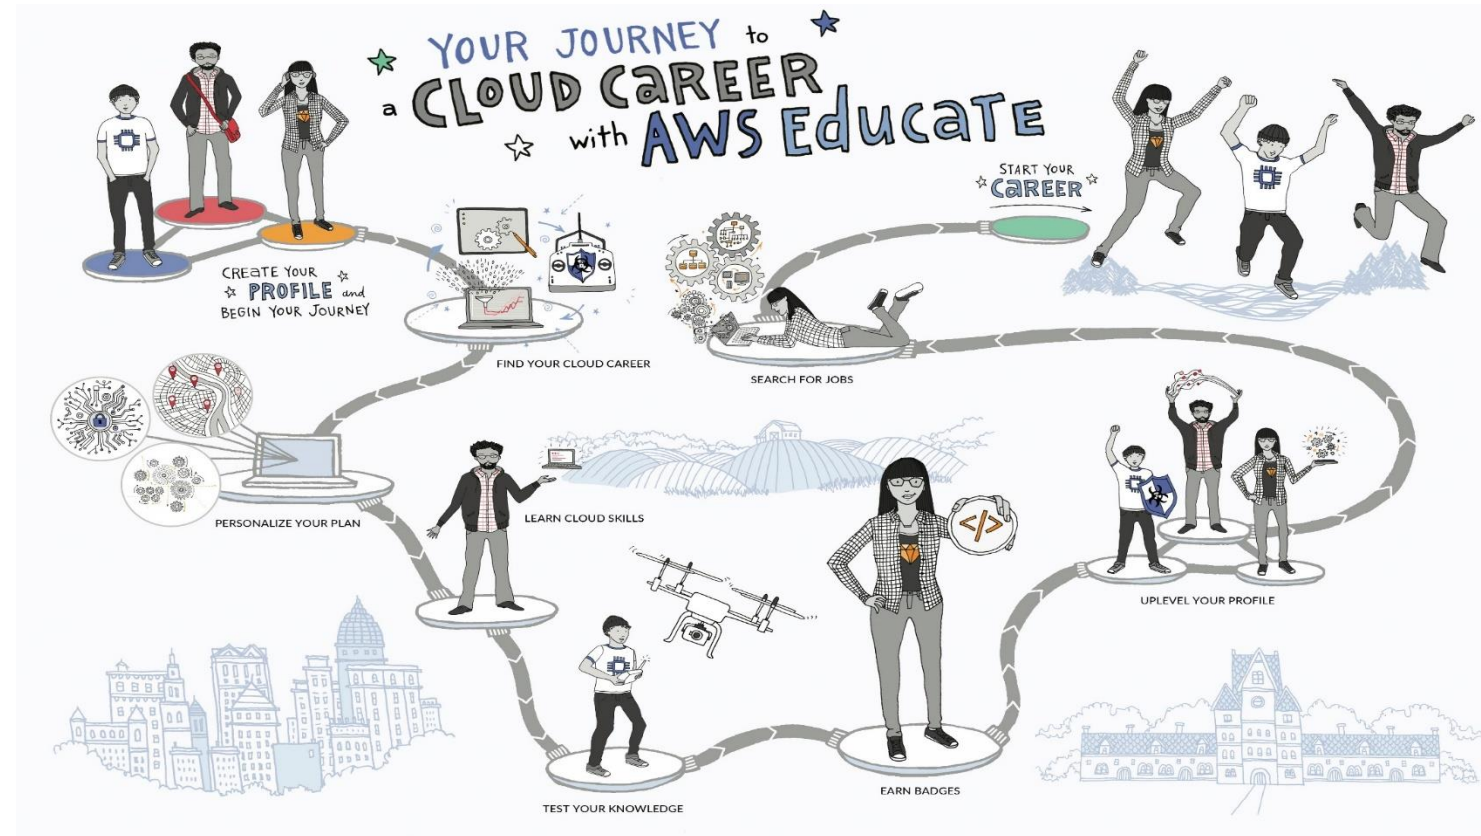 YOUR JOURNEY to
a CLOUD CaREER
with AWS EducaTE
CREaTE YOUR
PROFILE and
BEGIN YOUR JOURNEY
FIND YOUR CLOUD CAREER
PERSONALIZE YOUR PLAN
LEARN CLOUD SKILLS
TEST YOUR KNOWLEDGE
</>
EARN BADGES
UPLEVEL YOUR PROFILE
SEARCH FOR JOBS
START YOUR
CaREER